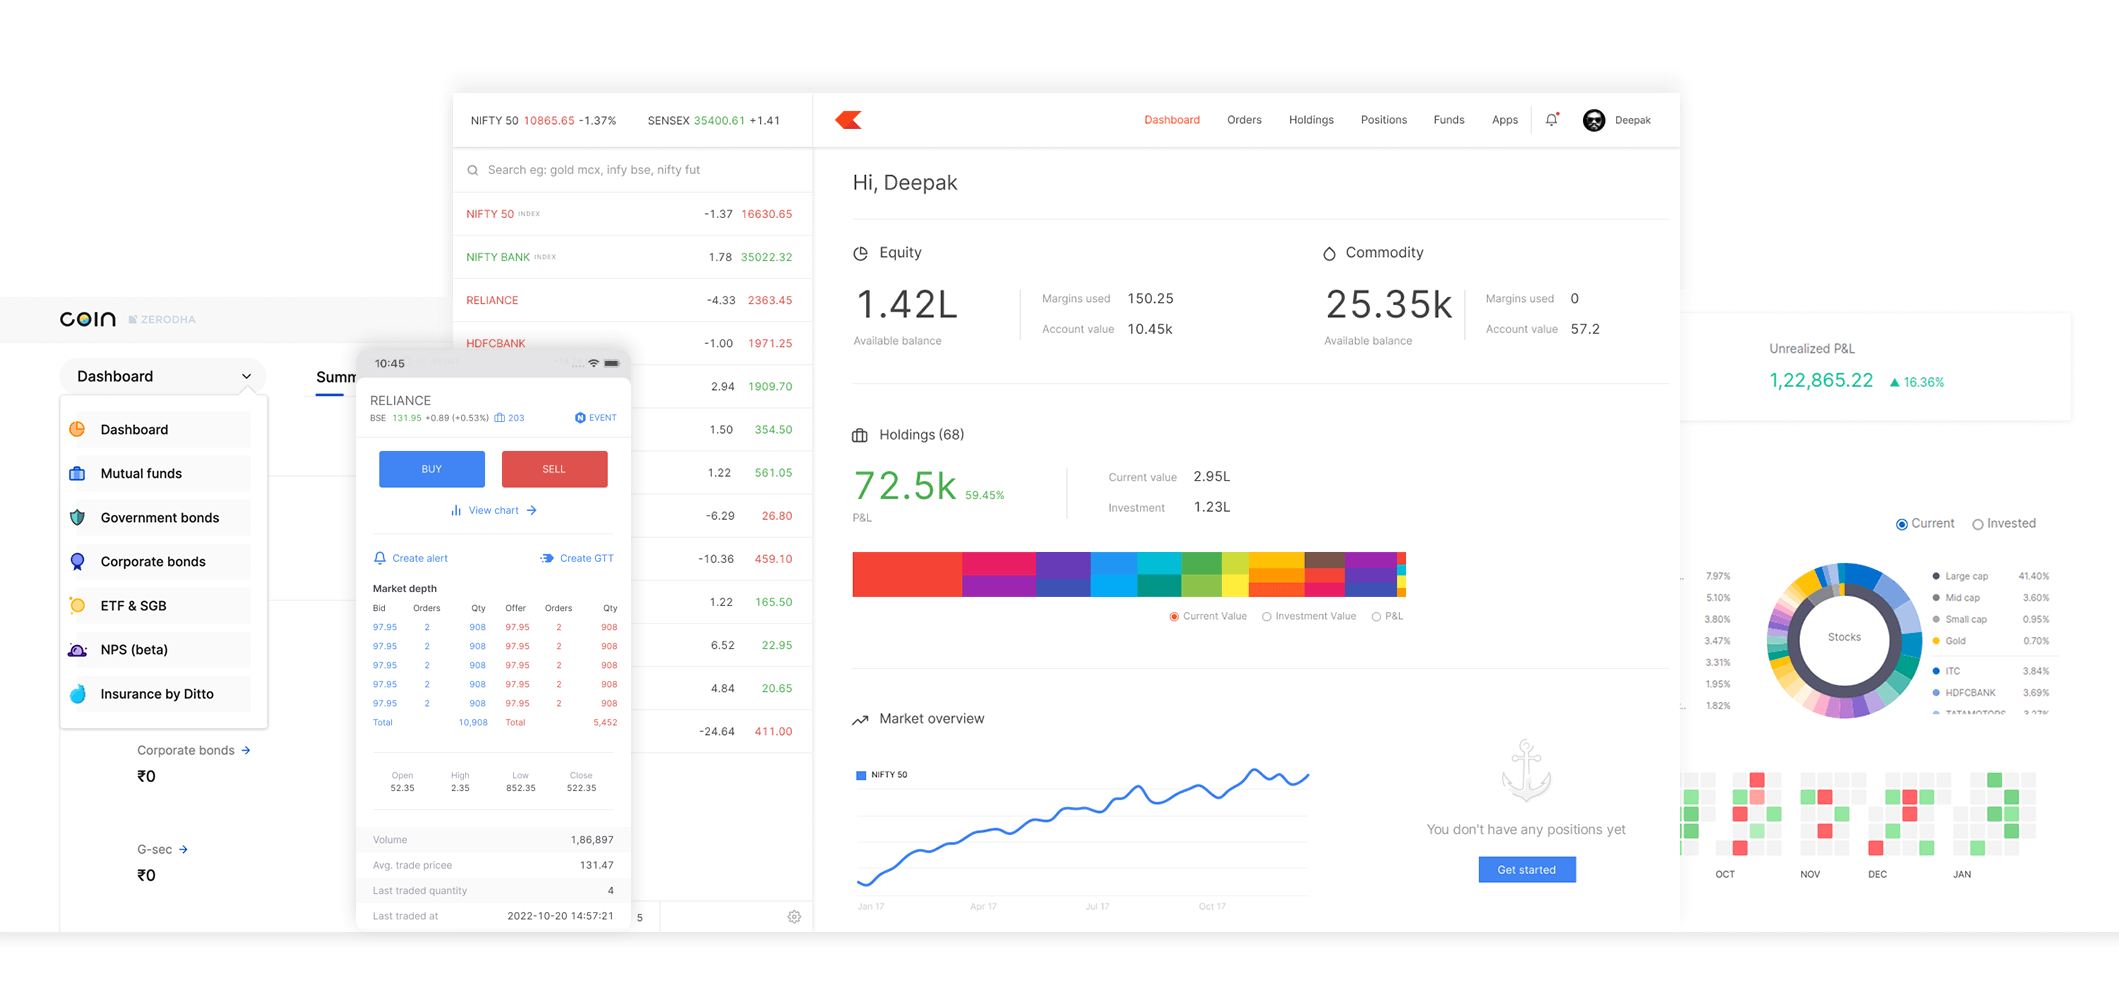 NIFTY 50 10865.65 -1.37% SENSEX 35400.61 +1.41
Dashboard Orders Holdings Positions Funds Apps Deepak
Search eg: gold mcx, infy bse, nifty fut
NIFTY 50 INDEX -1.37 16630.65
NIFTY BANK INDEX 1.78 35022.32
RELIANCE -4.33 2363.45
HDFCBANK -1.00 1971.25
2.94 1909.70
1.50 354.50
1.22 561.05
-6.29 26.80
-10.36 459.10
1.22 165.50
6.52 22.95
4.84 20.65
-24.64 411.00
5
Hi, Deepak
Equity
1.42L
Available balance
Margins used 150.25
Account value 10.45k
Commodity
25.35k
Available balance
Margins used 0
Account value 57.2
Holdings (68)
72.5k 59.45%
P&L
Current value 2.95L
Investment 1.23L
Current Value Investment Value P&L
Market overview
NIFTY 50
Jan 17 Apr 17 Jul 17 Oct 17
You don't have any positions yet
Get started
coin ZERODHA
Dashboard
Summ
Dashboard
Mutual funds
Government bonds
Corporate bonds
ETF & SGB
NPS (beta)
Insurance by Ditto
Corporate bonds
₹0
G-sec
₹0
10:45
RELIANCE
BSE 131.95 +0.89 (+0.53%) 203 EVENT
BUY SELL
View chart
Create alert Create GTT
Market depth
Bid Orders Qty Offer Orders Qty
97.95 2 908 97.95 2 908
97.95 2 908 97.95 2 908
97.95 2 908 97.95 2 908
97.95 2 908 97.95 2 908
97.95 2 908 97.95 2 908
Total 10,908 Total 5,452
Open High Low Close
52.35 2.35 852.35 522.35
Volume 1,86,897
Avg. trade pricee 131.47
Last traded quantity 4
Last traded at 2022-10-20 14:57:21
Unrealized P&L
1,22,865.22 16.36%
Current Invested
7.97%
5.10%
3.80%
3.47%
3.31%
1.95%
1.82%
Stocks
Large cap 41.40%
Mid cap 3.60%
Small cap 0.95%
Gold 0.70%
ITC 3.84%
HDFCBANK 3.69%
TATAMOTORS 3.27%
OCT NOV DEC JAN